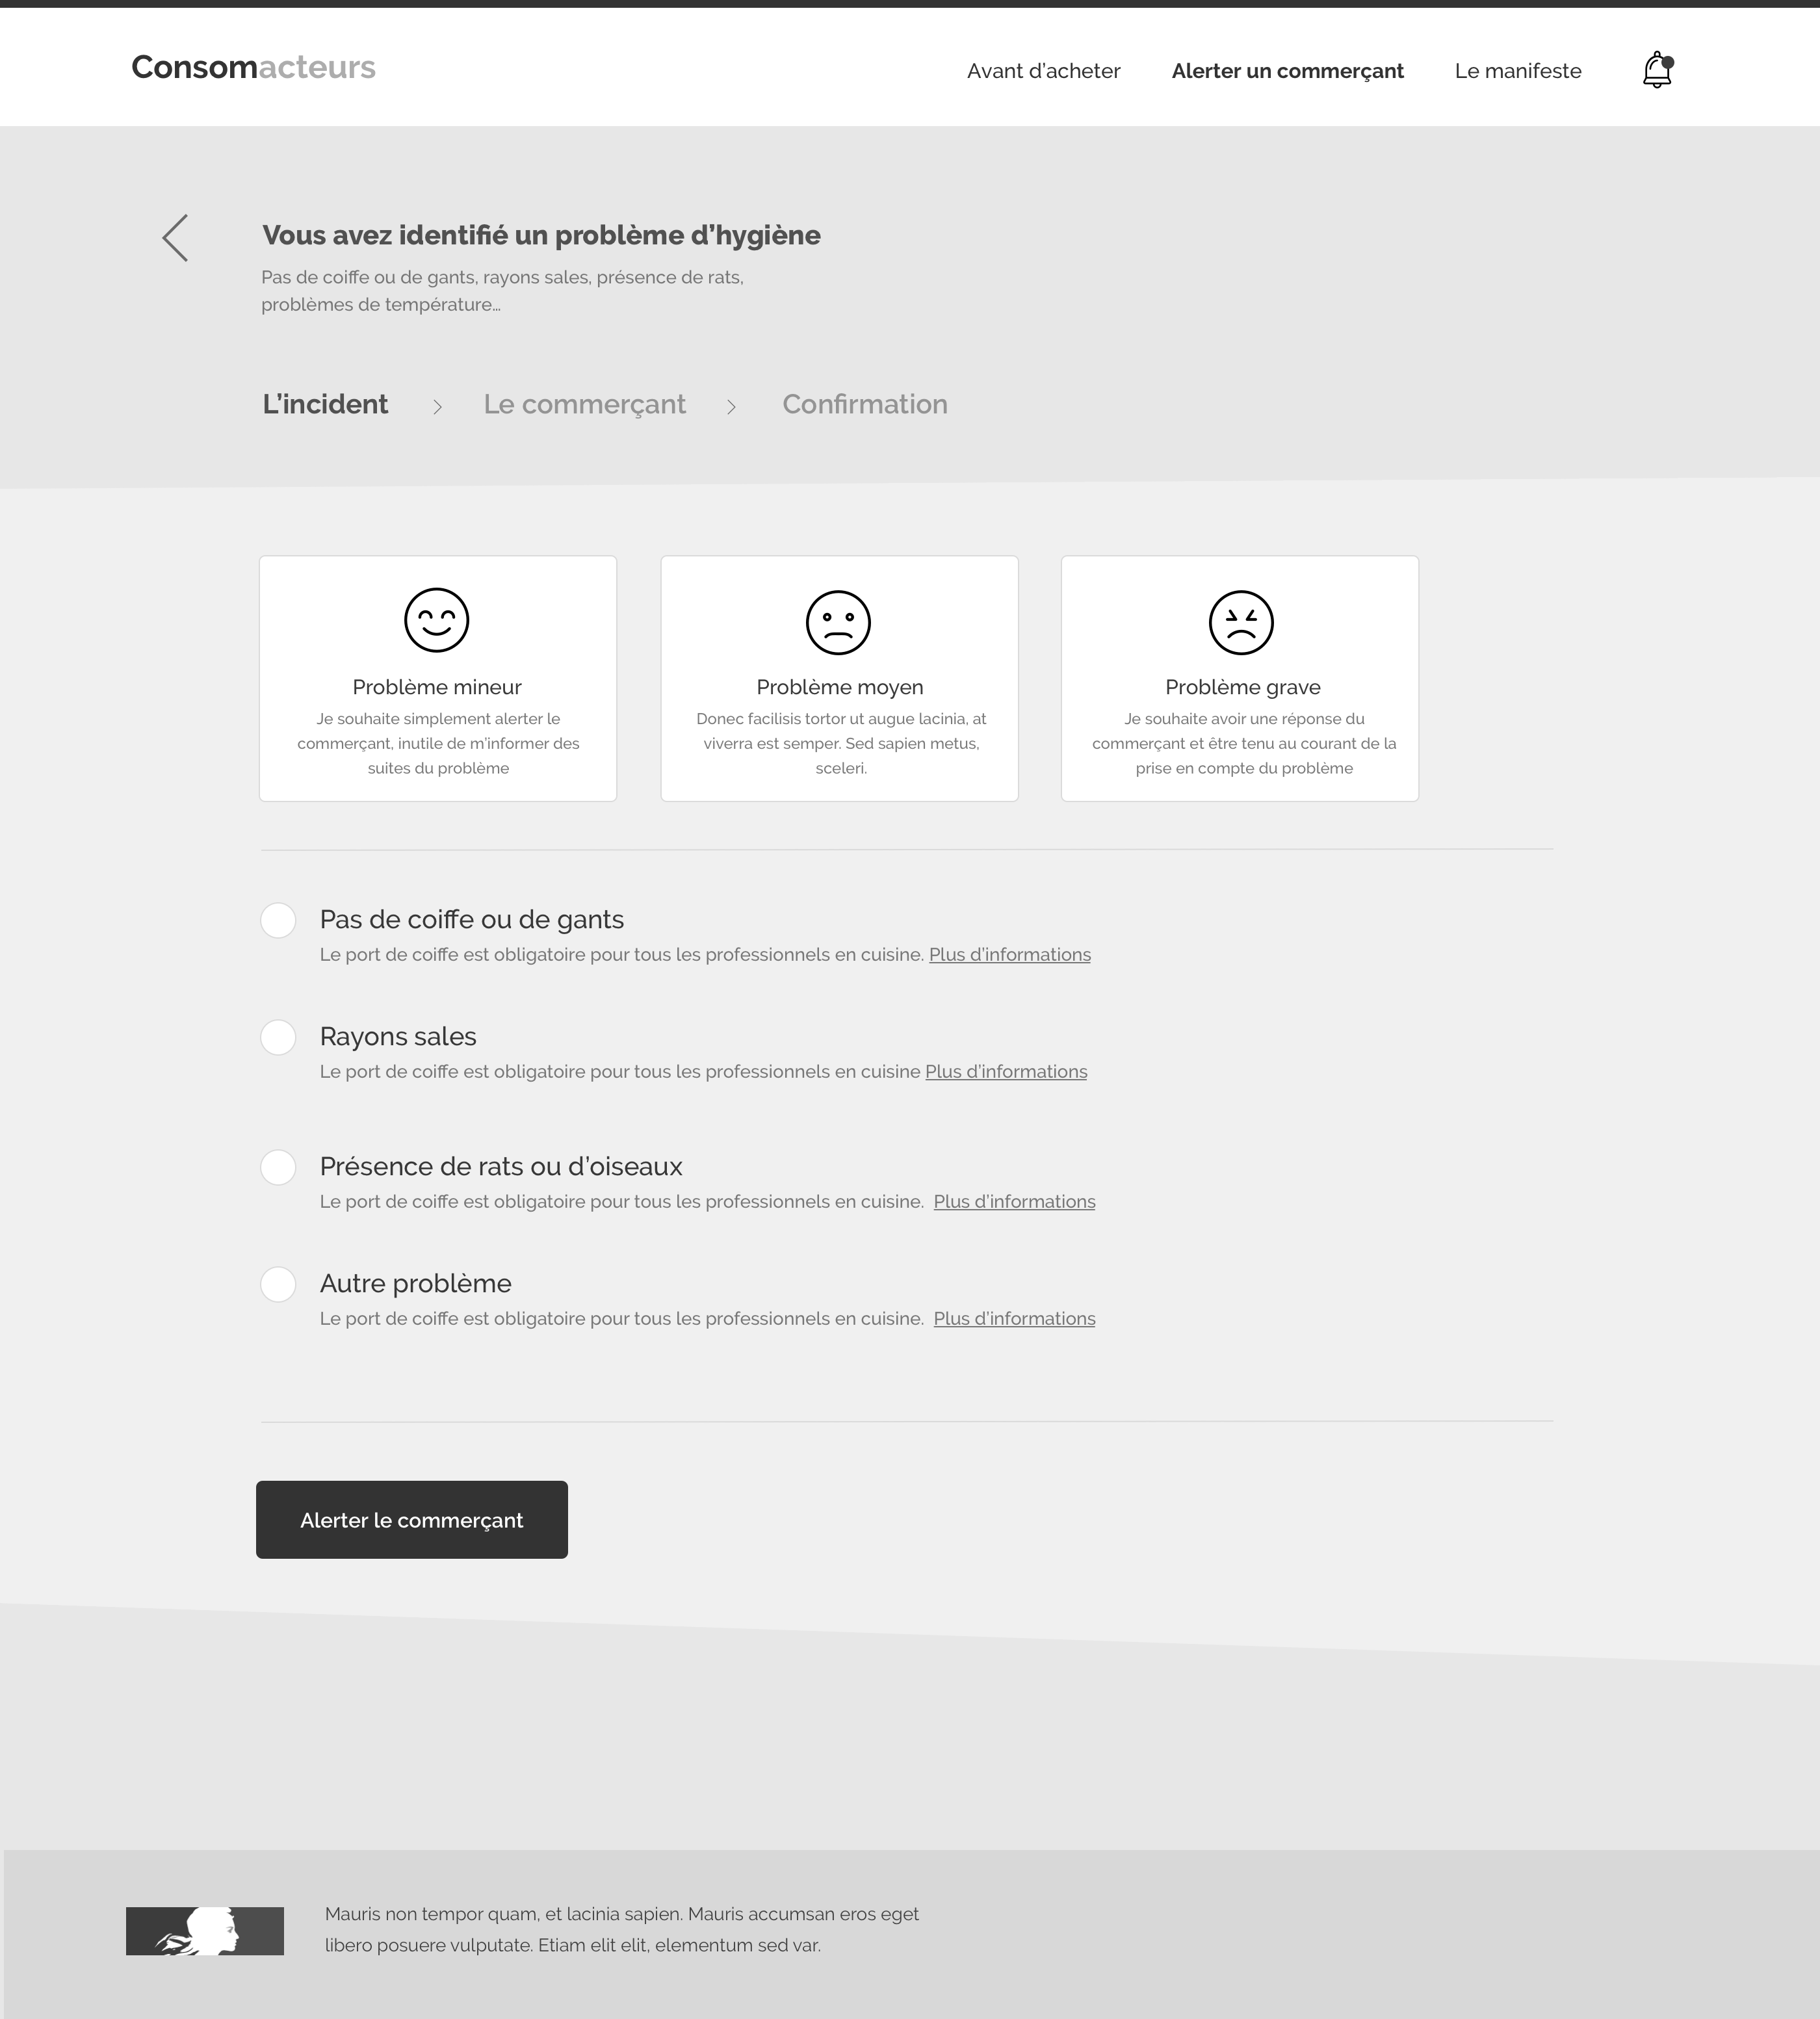 Consomacteurs
Avant d’acheter
Alerter un commerçant
Le manifeste
Vous avez identifié un problème d’hygiène
Pas de coiffe ou de gants, rayons sales, présence de rats,
problèmes de température…
L’incident
Le commerçant
Confirmation
Problème mineur
Je souhaite simplement alerter le
commerçant, inutile de m’informer des
suites du problème
Problème moyen
Donec facilisis tortor ut augue lacinia, at
viverra est semper. Sed sapien metus,
sceleri.
Problème grave
Je souhaite avoir une réponse du
commerçant et être tenu au courant de la
prise en compte du problème
Pas de coiffe ou de gants
Le port de coiffe est obligatoire pour tous les professionnels en cuisine. Plus d’informations
Rayons sales
Le port de coiffe est obligatoire pour tous les professionnels en cuisine Plus d’informations
Présence de rats ou d’oiseaux
Le port de coiffe est obligatoire pour tous les professionnels en cuisine. Plus d’informations
Autre problème
Le port de coiffe est obligatoire pour tous les professionnels en cuisine. Plus d’informations
Alerter le commerçant
Mauris non tempor quam, et lacinia sapien. Mauris accumsan eros eget
libero posuere vulputate. Etiam elit elit, elementum sed var.